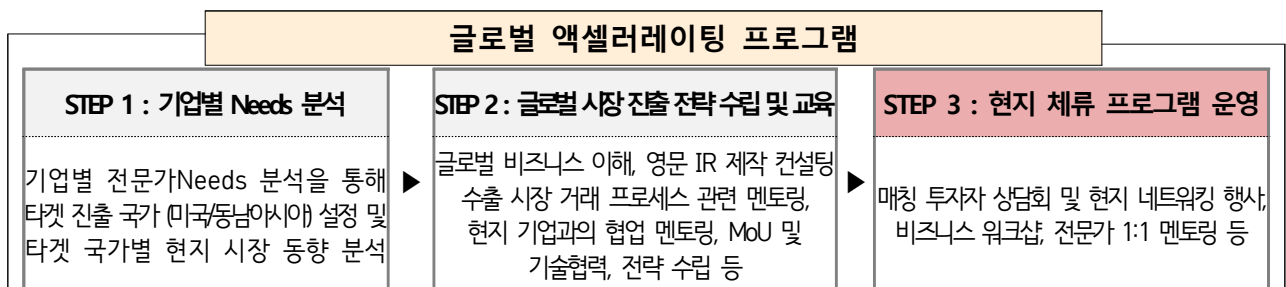 글로벌 액셀러레이팅 프로그램
STEP 1 : 기업별 Needs 분석
기업별 전문가Needs 분석을 통해
타겟 진출 국가 (미국/동남아시아) 설정 및
타겟 국가별 현지 시장 동향 분석
▶
STEP 2 : 글로벌 시장 진출 전략 수립 및 교육
글로벌 비즈니스 이해, 영문 IR 제작 컨설팅
수출 시장 거래 프로세스 관련 멘토링,
현지 기업과의 협업 멘토링, MoU 및
기술협력, 전략 수립 등
▶
STEP 3 : 현지 체류 프로그램 운영
매칭 투자자 상담회 및 현지 네트워킹 행사,
비즈니스 워크샵, 전문가 1:1 멘토링 등